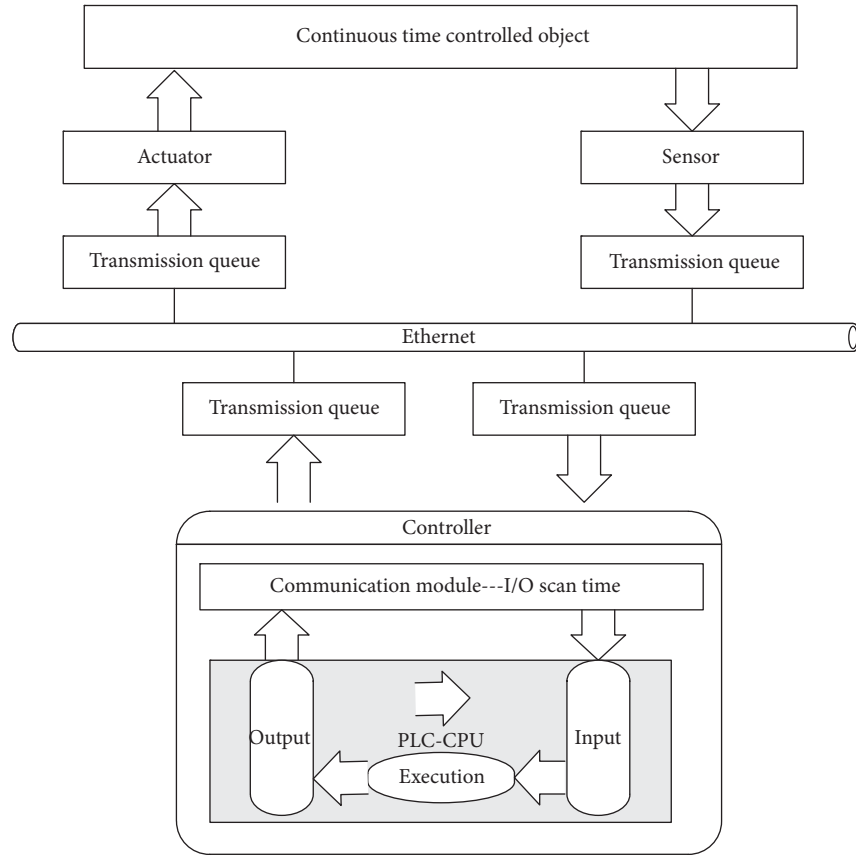 Continuous time controlled object
Actuator
Sensor
Transmission queue
Transmission queue
Ethernet
Transmission queue
Transmission queue
Controller
Communication module---I/O scan time
Output
PLC-CPU
Input
Execution